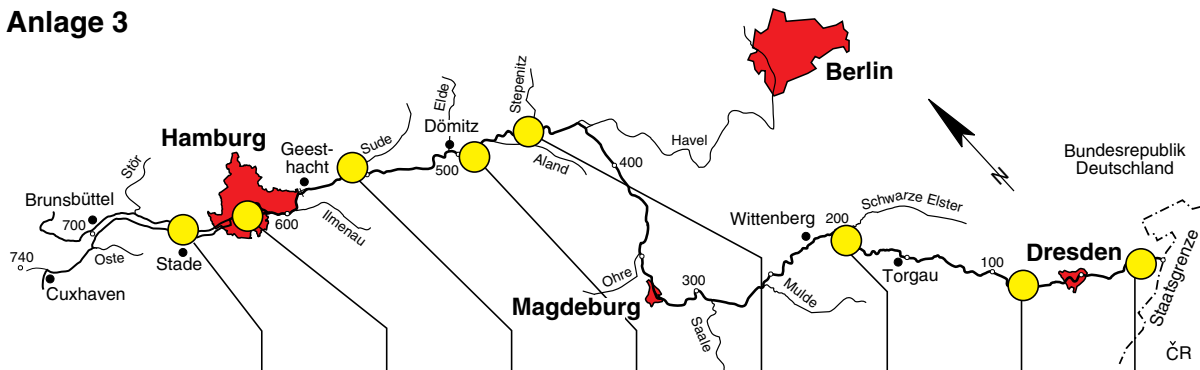 Anlage 3
Berlin
Stepenitz
Elde
Dömitz
Sude
Hamburg
Geest-
hacht
Havel
Bundesrepublik
Deutschland
N
Aland
400
500
Stör
Brunsbüttel
700
600
Ilmenau
Wittenberg
200
Schwarze Elster
740
Oste
Stade
Cuxhaven
Ohre
Magdeburg
300
Saale
Mulde
Torgau
100
Dresden
Staatsgrenze
ČR